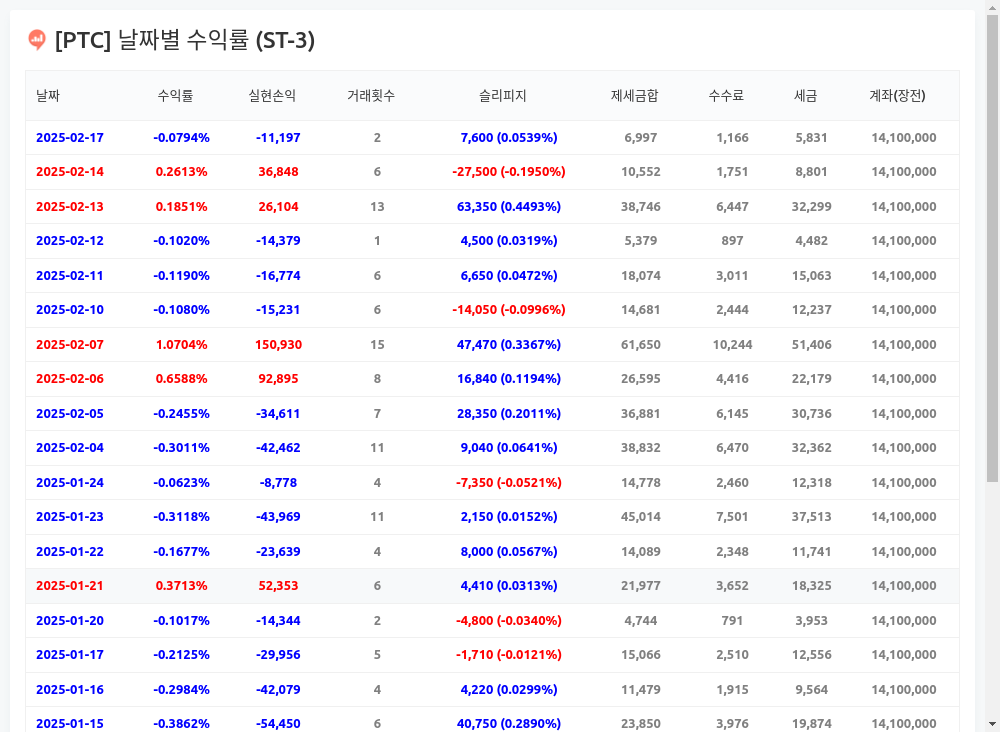 [PTC] 날짜별 수익률 (ST-3)
날짜 수익률 실현손익 거래횟수 슬리피지 제세금합 수수료 세금 계좌(장전)
2025-02-17 -0.0794% -11,197 2 7,600 (0.0539%) 6,997 1,166 5,831 14,100,000
2025-02-14 0.2613% 36,848 6 -27,500 (-0.1950%) 10,552 1,751 8,801 14,100,000
2025-02-13 0.1851% 26,104 13 63,350 (0.4493%) 38,746 6,447 32,299 14,100,000
2025-02-12 -0.1020% -14,379 1 4,500 (0.0319%) 5,379 897 4,482 14,100,000
2025-02-11 -0.1190% -16,774 6 6,650 (0.0472%) 18,074 3,011 15,063 14,100,000
2025-02-10 -0.1080% -15,231 6 -14,050 (-0.0996%) 14,681 2,444 12,237 14,100,000
2025-02-07 1.0704% 150,930 15 47,470 (0.3367%) 61,650 10,244 51,406 14,100,000
2025-02-06 0.6588% 92,895 8 16,840 (0.1194%) 26,595 4,416 22,179 14,100,000
2025-02-05 -0.2455% -34,611 7 28,350 (0.2011%) 36,881 6,145 30,736 14,100,000
2025-02-04 -0.3011% -42,462 11 9,040 (0.0641%) 38,832 6,470 32,362 14,100,000
2025-01-24 -0.0623% -8,778 4 -7,350 (-0.0521%) 14,778 2,460 12,318 14,100,000
2025-01-23 -0.3118% -43,969 11 2,150 (0.0152%) 45,014 7,501 37,513 14,100,000
2025-01-22 -0.1677% -23,639 4 8,000 (0.0567%) 14,089 2,348 11,741 14,100,000
2025-01-21 0.3713% 52,353 6 4,410 (0.0313%) 21,977 3,652 18,325 14,100,000
2025-01-20 -0.1017% -14,344 2 -4,800 (-0.0340%) 4,744 791 3,953 14,100,000
2025-01-17 -0.2125% -29,956 5 -1,710 (-0.0121%) 15,066 2,510 12,556 14,100,000
2025-01-16 -0.2984% -42,079 4 4,220 (0.0299%) 11,479 1,915 9,564 14,100,000
2025-01-15 -0.3862% -54,450 6 40,750 (0.2890%) 23,850 3,976 19,874 14,100,000